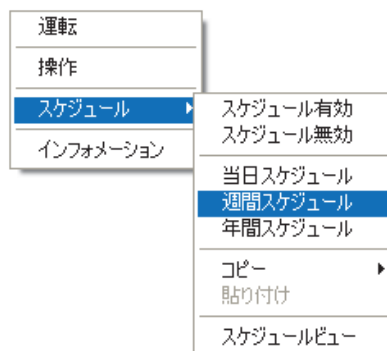 運転
操作
スケジュール
インフォメーション
スケジュール有効
スケジュール無効
当日スケジュール
週間スケジュール
年間スケジュール
コピー
貼り付け
スケジュールビュー